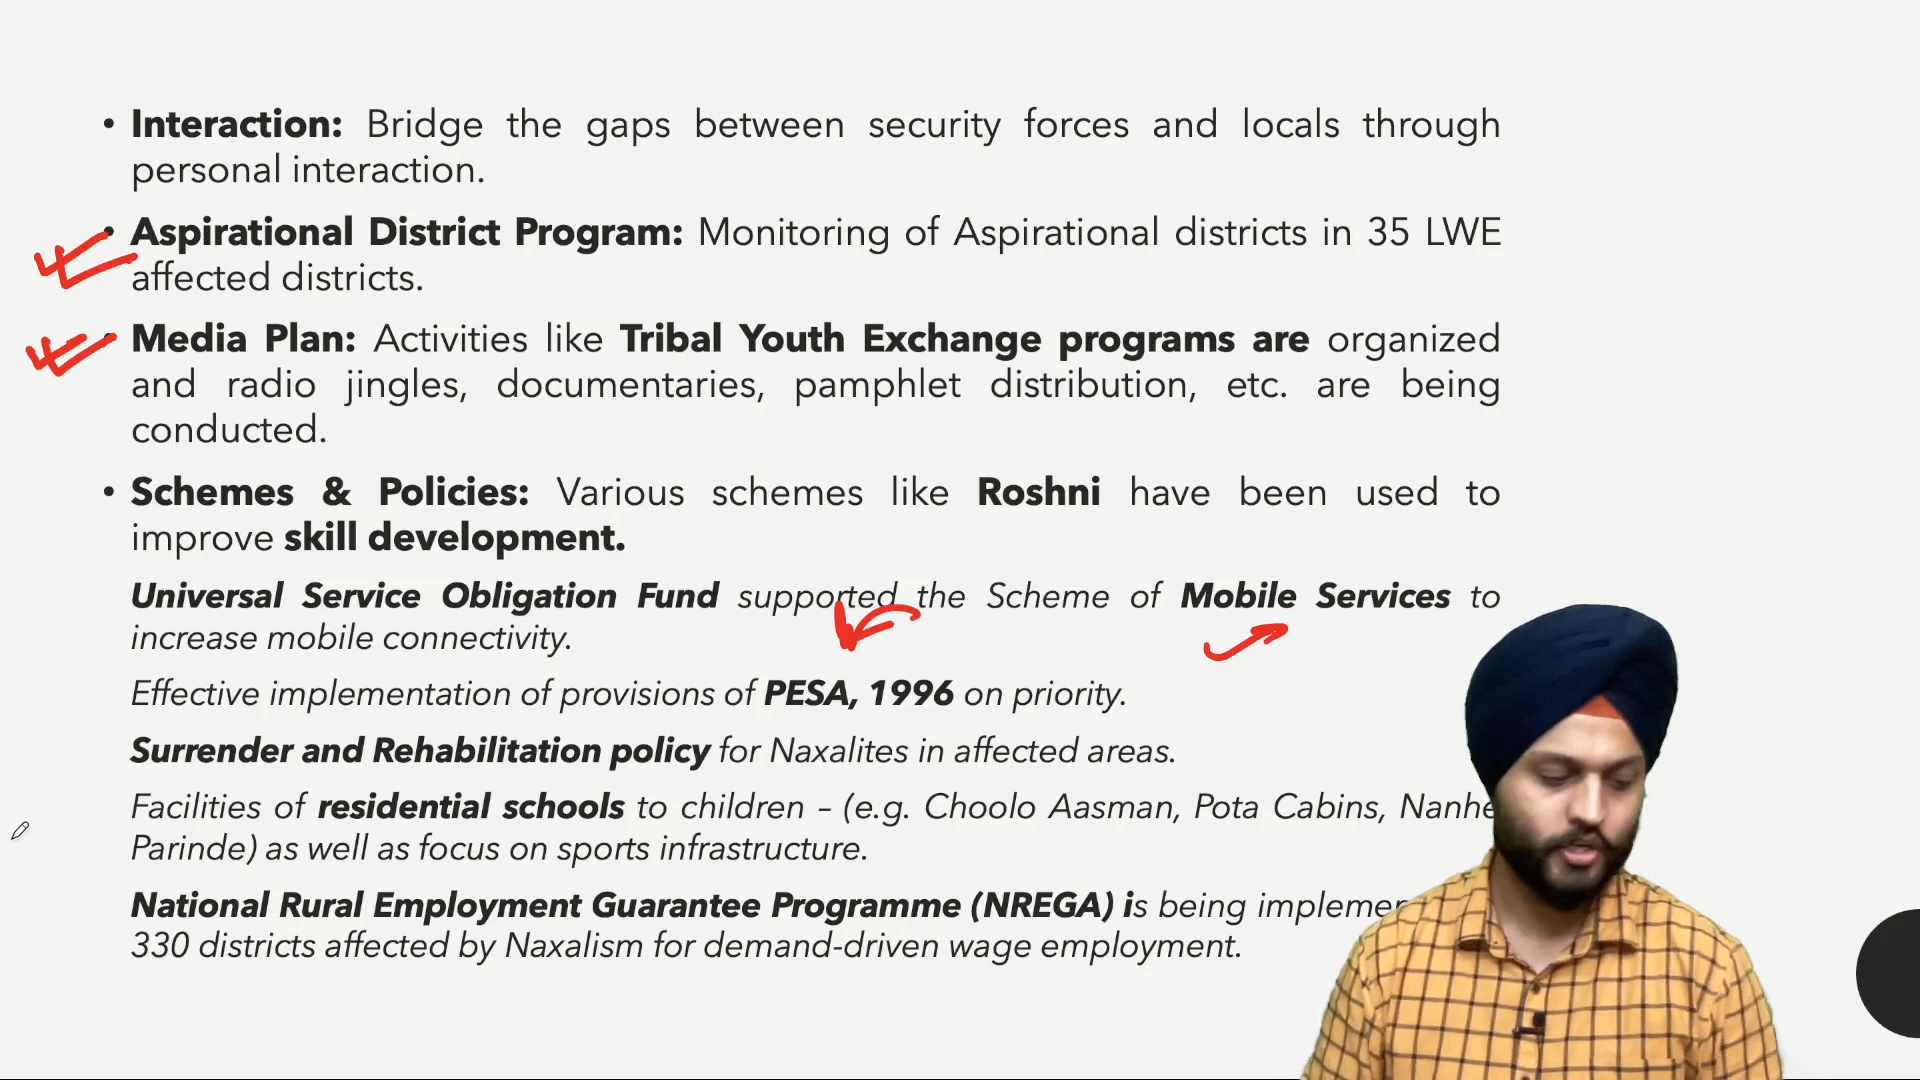 • Interaction: Bridge the gaps between security forces and locals through
personal interaction.
• Aspirational District Program: Monitoring of Aspirational districts in 35 LWE
affected districts.
• Media Plan: Activities like Tribal Youth Exchange programs are organized
and radio jingles, documentaries, pamphlet distribution, etc. are being
conducted.
• Schemes & Policies: Various schemes like Roshni have been used to
improve skill development.
Universal Service Obligation Fund supported the Scheme of Mobile Services to
increase mobile connectivity.
Effective implementation of provisions of PESA, 1996 on priority.
Surrender and Rehabilitation policy for Naxalites in affected areas.
Facilities of residential schools to children – (e.g. Choolo Aasman, Pota Cabins, Nanhe
Parinde) as well as focus on sports infrastructure.
National Rural Employment Guarantee Programme (NREGA) is being
330 districts affected by Naxalism for demand-driven wage employment.